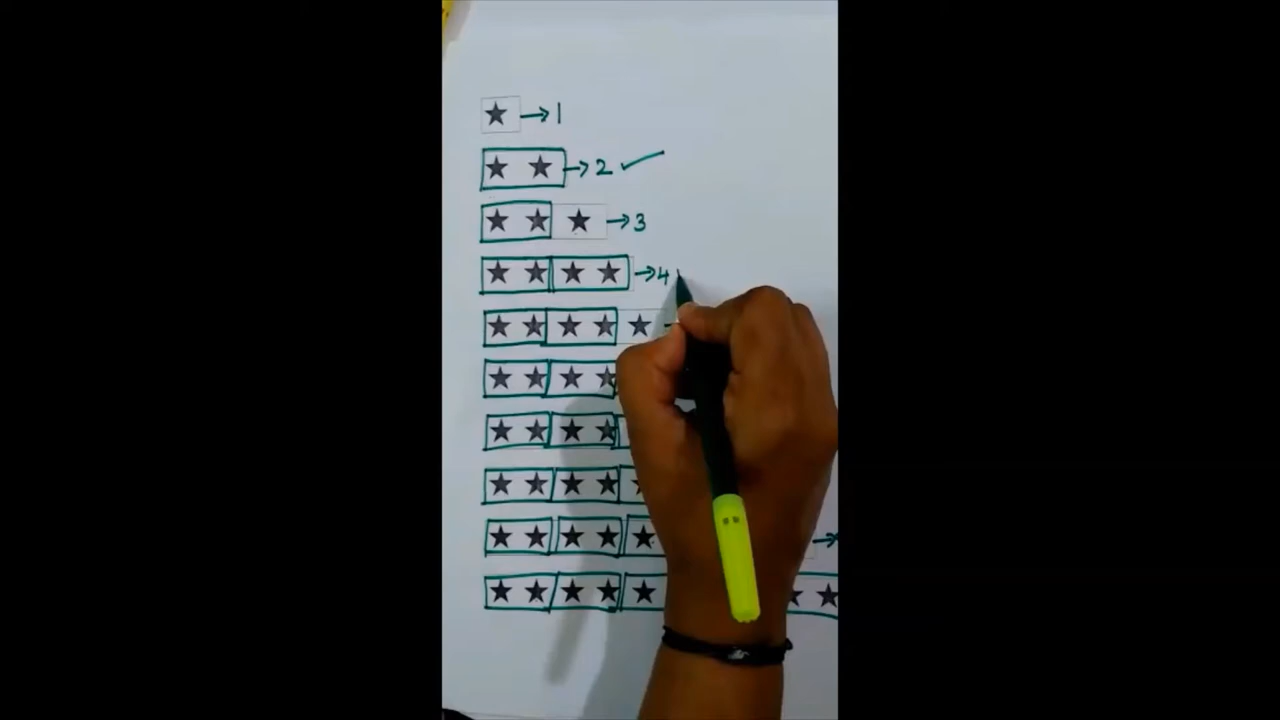 →1
→2 ✓
→3
→4